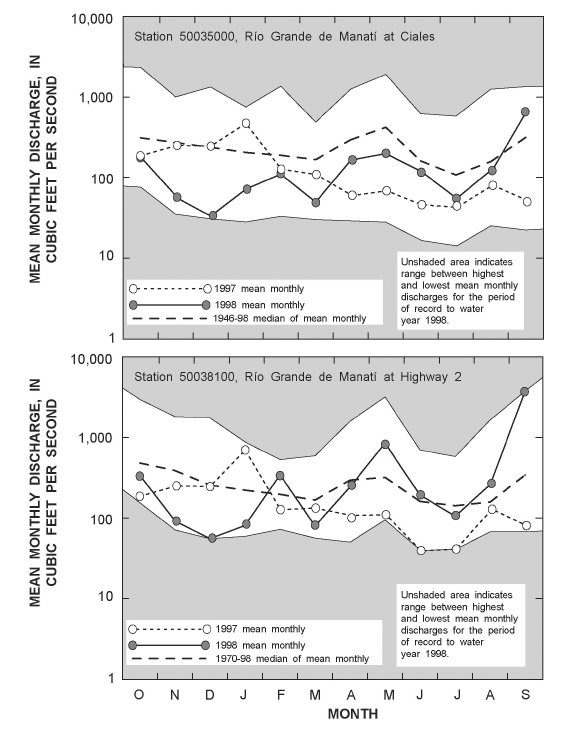 10,000
Station 50035000, Río Grande de Manatí at Ciales
1,000
100
10
1
MEAN MONTHLY DISCHARGE, IN
CUBIC FEET PER SECOND
1997 mean monthly
1998 mean monthly
1946-98 median of mean monthly
Unshaded area indicates
range between highest
and lowest mean monthly
discharges for the period
of record to water
year 1998.
10,000
Station 50038100, Río Grande de Manatí at Highway 2
1,000
100
10
1
MEAN MONTHLY DISCHARGE, IN
CUBIC FEET PER SECOND
1997 mean monthly
1998 mean monthly
1970-98 median of mean monthly
Unshaded area indicates
range between highest
and lowest mean monthly
discharges for the period
of record to water
year 1998.
O N D J F M A M J J A S
MONTH